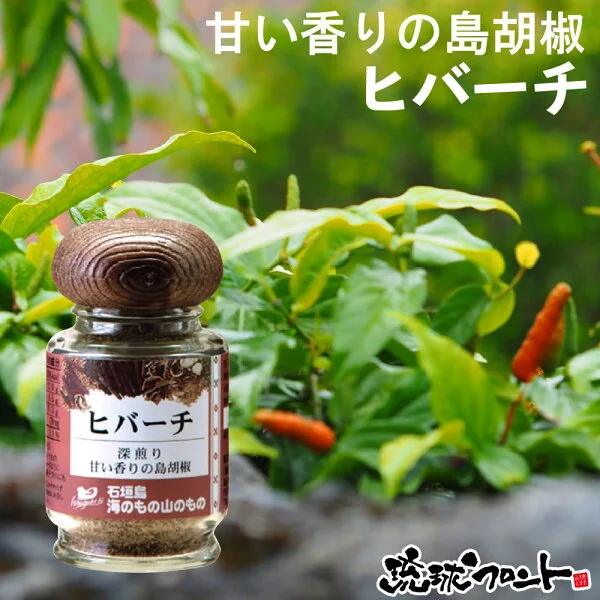 甘い香りの島胡椒
ヒバーチ
ヒバーチ
深煎り
甘い香りの島胡椒
石垣島
海のもの山のもの
琉球フロント